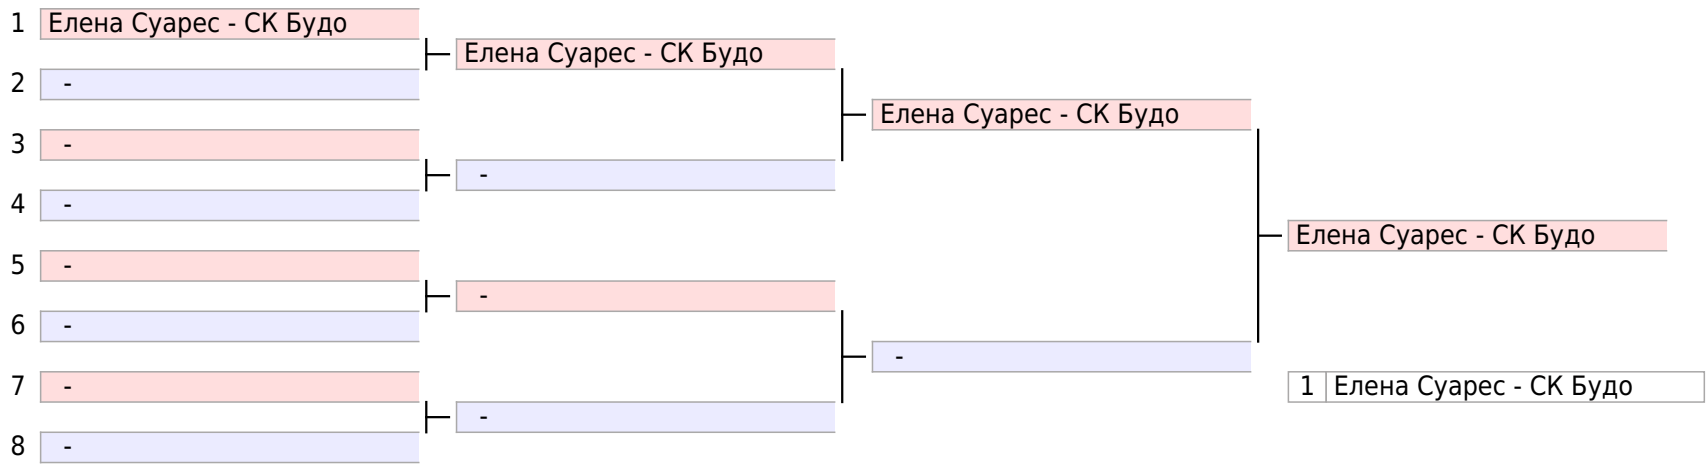 1 Елена Суарес - СК Будо
2 -
3 -
4 -
5 -
6 -
7 -
8 -
Елена Суарес - СК Будо
-
-
-
Елена Суарес - СК Будо
-
Елена Суарес - СК Будо
1 Елена Суарес - СК Будо